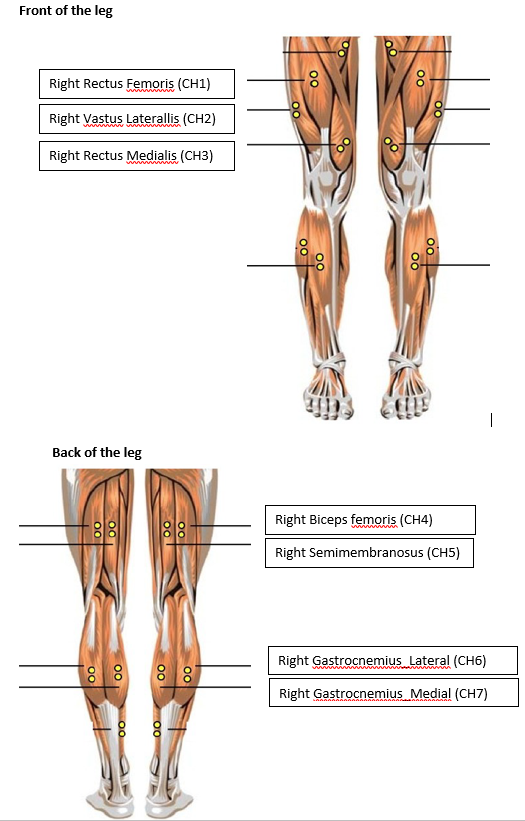 Front of the leg
Right Rectus Femoris (CH1)
Right Vastus Laterallis (CH2)
Right Rectus Medialis (CH3)
Back of the leg
Right Biceps femoris (CH4)
Right Semimembranosus (CH5)
Right Gastrocnemius_Lateral (CH6)
Right Gastrocnemius_Medial (CH7)